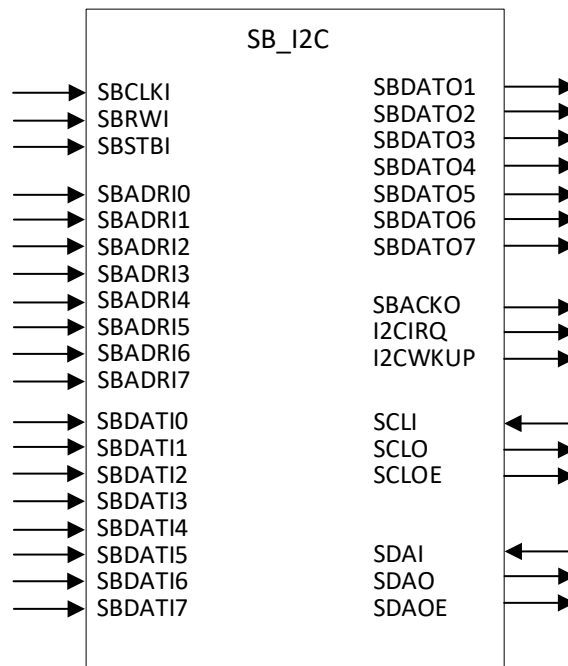 SB_I2C
SBCLKI
SBRWI
SBSTBI
SBADRI0
SBADRI1
SBADRI2
SBADRI3
SBADRI4
SBADRI5
SBADRI6
SBADRI7
SBDATI0
SBDATI1
SBDATI2
SBDATI3
SBDATI4
SBDATI5
SBDATI6
SBDATI7
SBDATO1
SBDATO2
SBDATO3
SBDATO4
SBDATO5
SBDATO6
SBDATO7
SBACKO
I2CIRQ
I2CWKUP
SCLI
SCLO
SCLOE
SDAI
SDAO
SDAOE